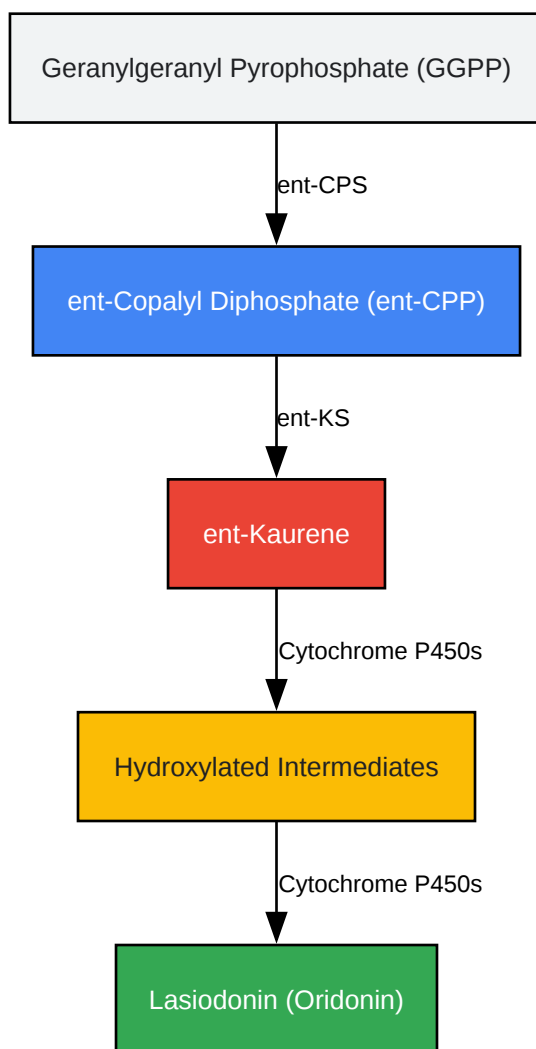 Geranylgeranyl Pyrophosphate (GGPP)
ent-CPS
ent-Copalyl Diphosphate (ent-CPP)
ent-KS
ent-Kaurene
Cytochrome P450s
Hydroxylated Intermediates
Cytochrome P450s
Lasiodonin (Oridonin)